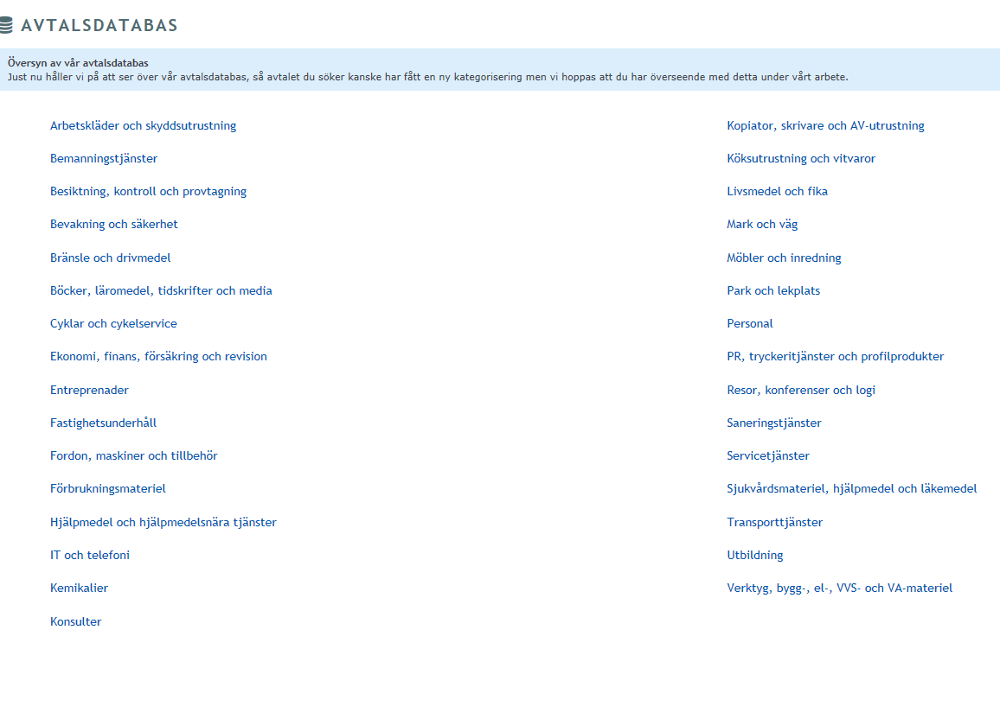 AVTALSDATABAS
Översyn av vår avtalsdatabas
Just nu håller vi på att ser över vår avtalsdatabas, så avtalet du söker kanske har fått en ny kategorisering men vi hoppas att du har överseende med detta under vårt arbete.
Arbetskläder och skyddsutrustning
Bemanningstjänster
Besiktning, kontroll och provtagning
Bevakning och säkerhet
Bränsle och drivmedel
Böcker, läromedel, tidskrifter och media
Cyklar och cykelservice
Ekonomi, finans, försäkring och revision
Entreprenader
Fastighetsunderhåll
Fordon, maskiner och tillbehör
Förbrukningsmateriel
Hjälpmedel och hjälpmedelsnära tjänster
IT och telefoni
Kemikalier
Konsulter
Kopiator, skrivare och AV-utrustning
Köksutrustning och vitvaror
Livsmedel och fika
Mark och väg
Möbler och inredning
Park och lekplats
Personal
PR, tryckeritjänster och profilprodukter
Resor, konferenser och logi
Saneringstjänster
Servicetjänster
Sjukvårdsmateriel, hjälpmedel och läkemedel
Transporttjänster
Utbildning
Verktyg, bygg-, el-, VVS- och VA-materiel